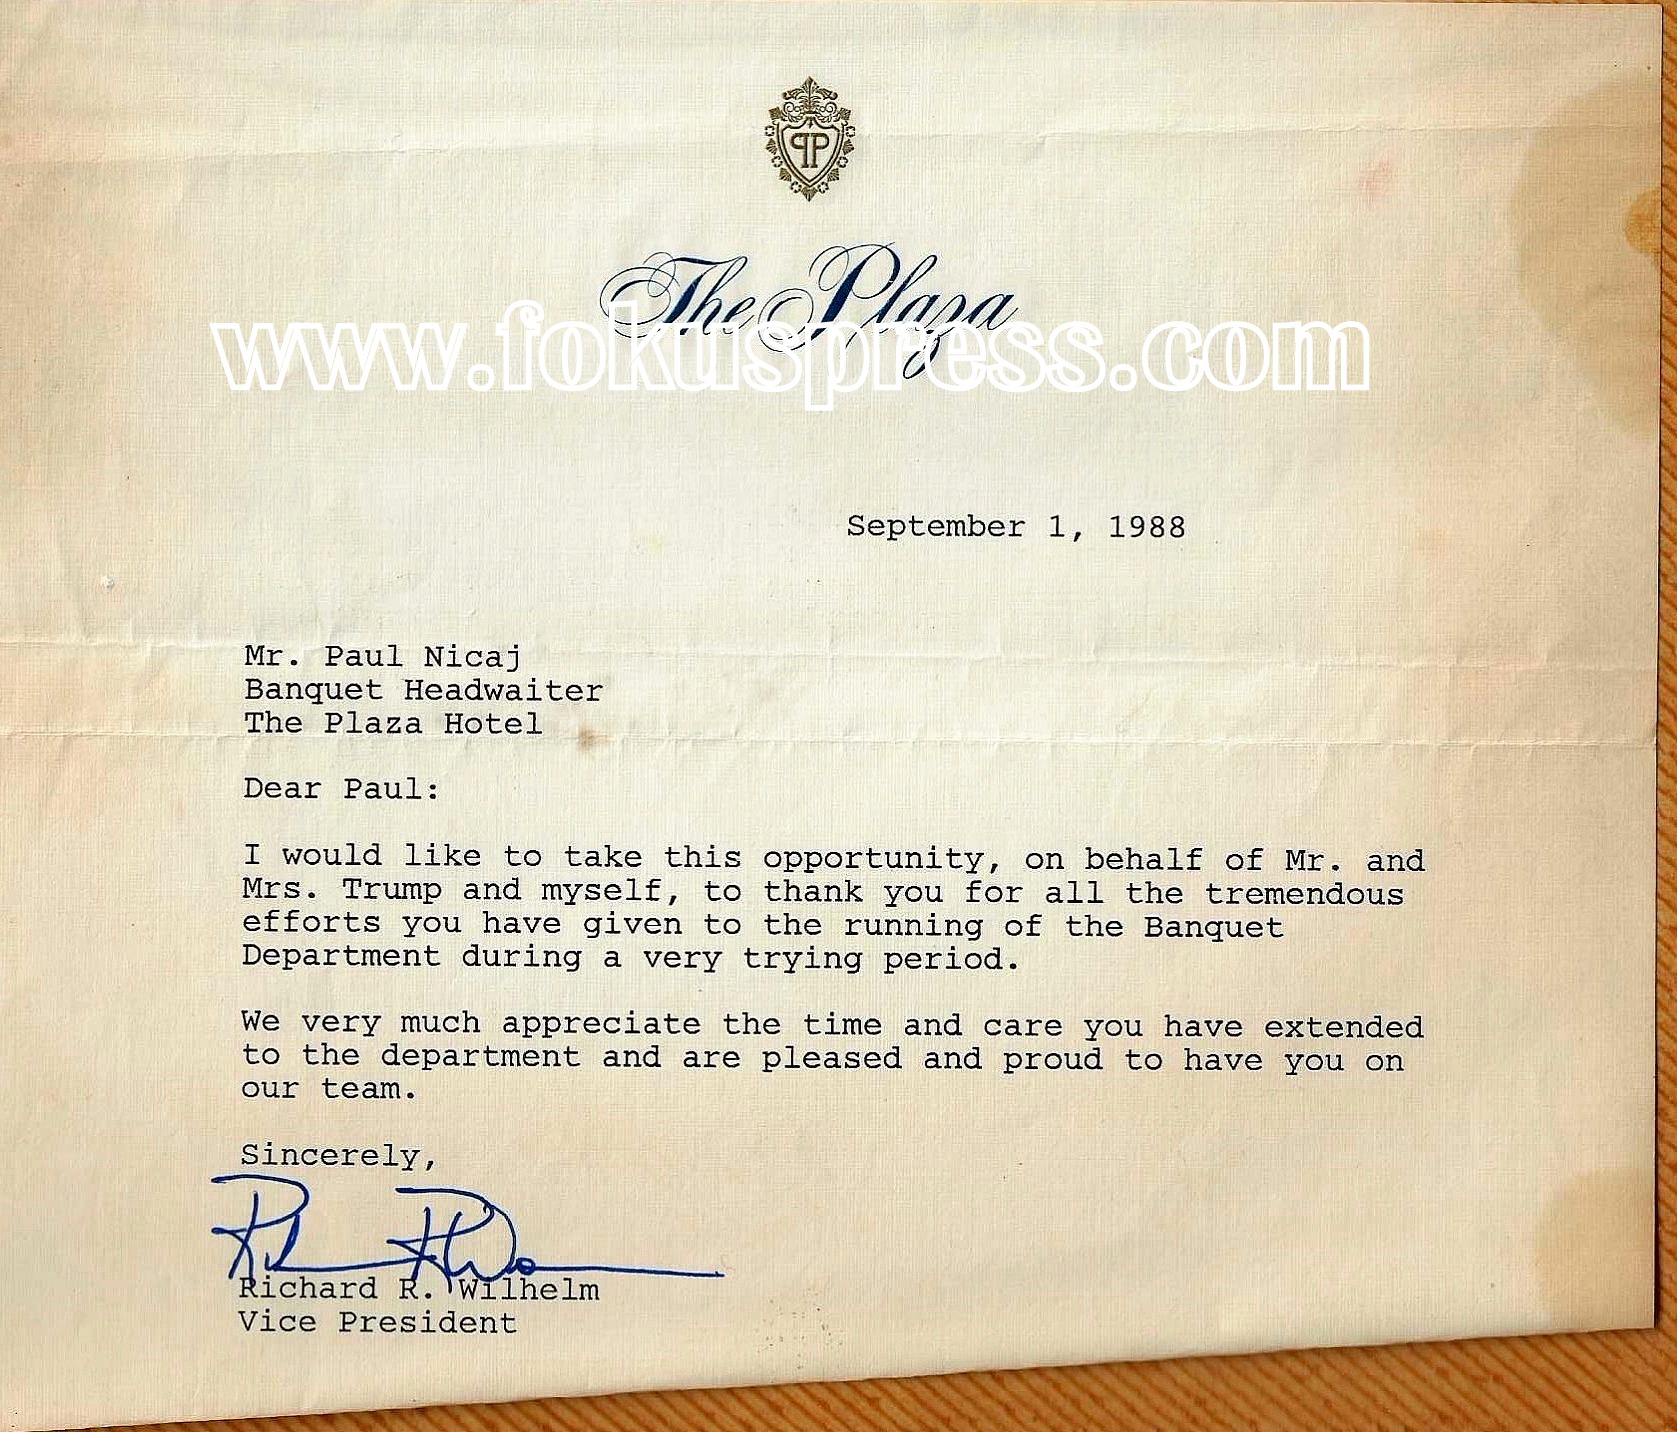 PP
The Plaza
www.fokuspress.com
September 1, 1988
Mr. Paul Nicaj
Banquet Headwaiter
The Plaza Hotel
Dear Paul:
I would like to take this opportunity, on behalf of Mr. and
Mrs. Trump and myself, to thank you for all the tremendous
efforts you have given to the running of the Banquet
Department during a very trying period.
We very much appreciate the time and care you have extended
to the department and are pleased and proud to have you on
our team.
Sincerely,
Richard R. Wilhelm
Vice President